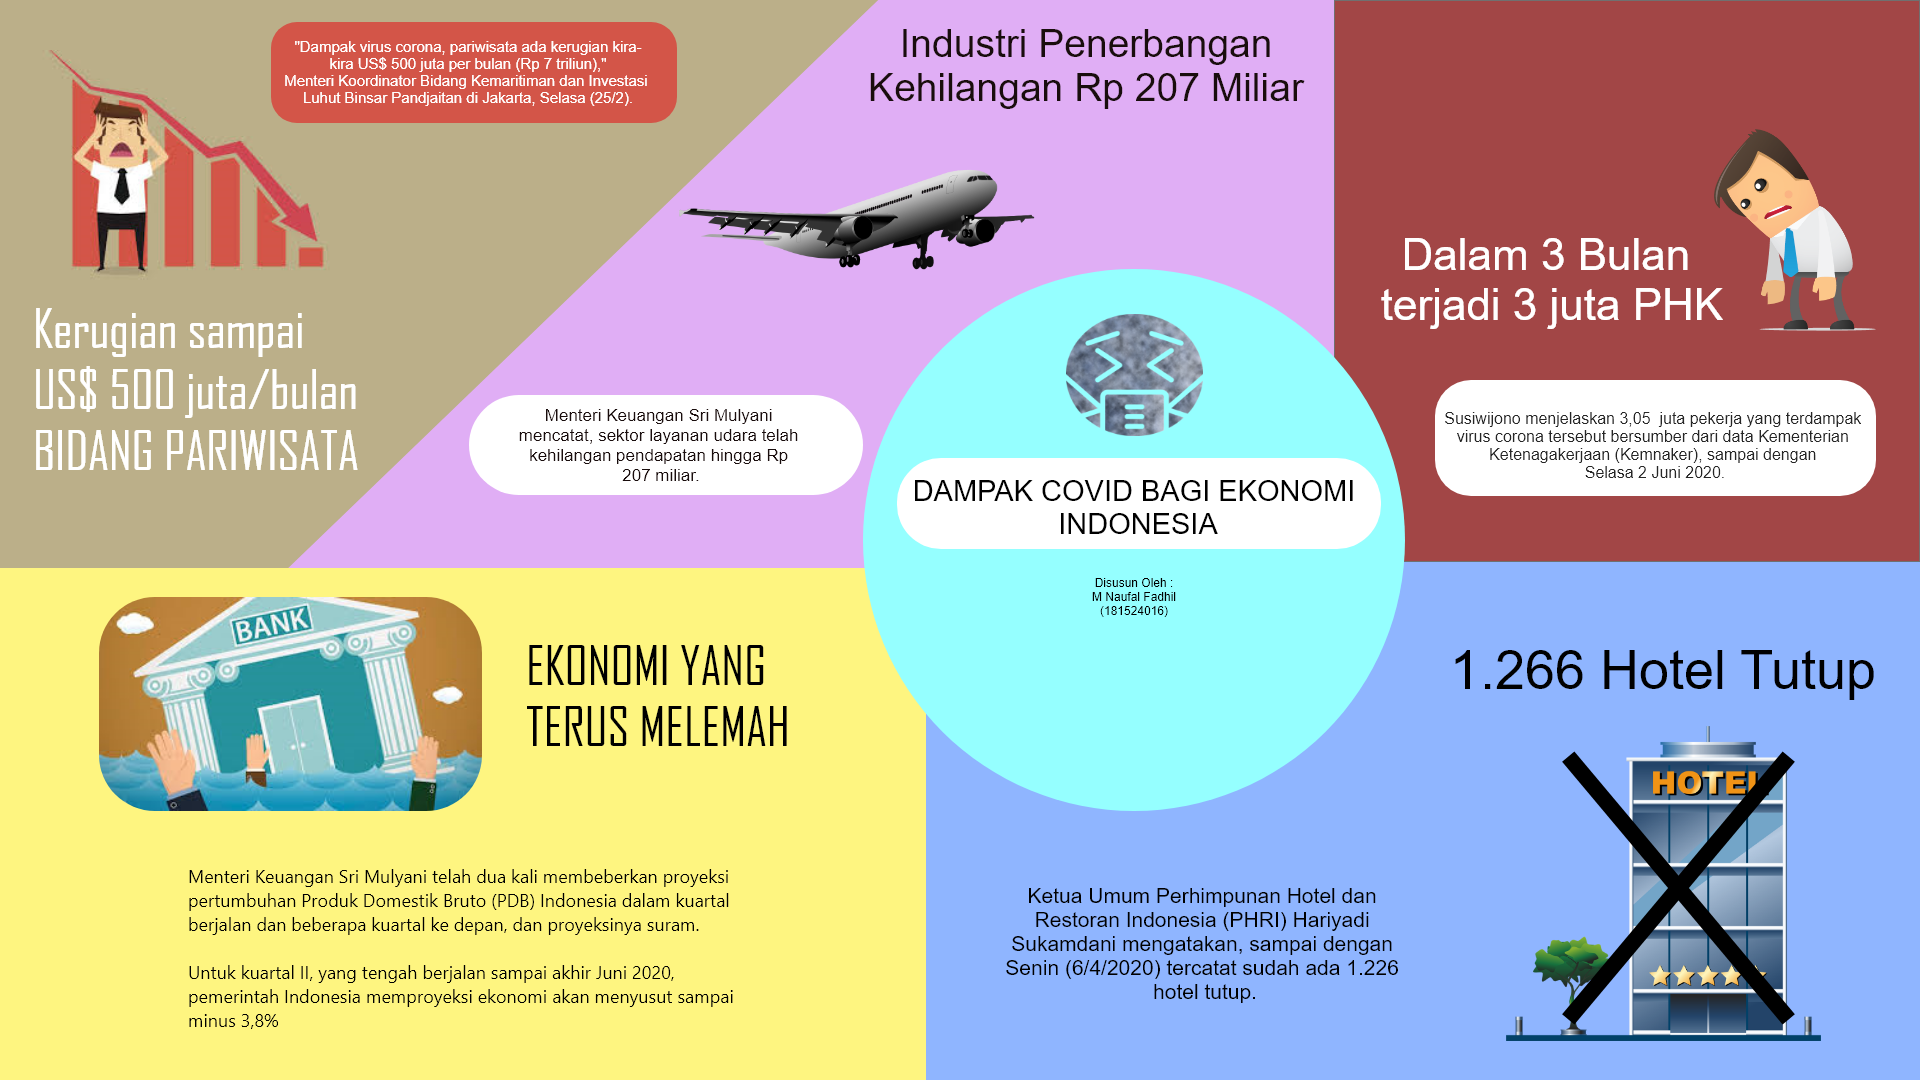 "Dampak virus corona, pariwisata ada kerugian kira-
kira US$ 500 juta per bulan (Rp 7 triliun),"
Menteri Koordinator Bidang Kemaritiman dan Investasi
Luhut Binsar Pandjaitan di Jakarta, Selasa (25/2).
Kerugian sampai
US$ 500 juta/bulan
BIDANG PARIWISATA
Industri Penerbangan
Kehilangan Rp 207 Miliar
Menteri Keuangan Sri Mulyani
mencatat, sektor layanan udara telah
kehilangan pendapatan hingga Rp
207 miliar.
Dalam 3 Bulan
terjadi 3 juta PHK
Susiwijono menjelaskan 3,05  juta pekerja yang terdampak
virus corona tersebut bersumber dari data Kementerian
Ketenagakerjaan (Kemnaker), sampai dengan
Selasa 2 Juni 2020.
DAMPAK COVID BAGI EKONOMI
INDONESIA
Disusun Oleh :
M Naufal Fadhil
(181524016)
BANK
EKONOMI YANG
TERUS MELEMAH
Menteri Keuangan Sri Mulyani telah dua kali membeberkan proyeksi
pertumbuhan Produk Domestik Bruto (PDB) Indonesia dalam kuartal
berjalan dan beberapa kuartal ke depan, dan proyeksinya suram.
Untuk kuartal II, yang tengah berjalan sampai akhir Juni 2020,
pemerintah Indonesia memproyeksi ekonomi akan menyusut sampai
minus 3,8%
1.266 Hotel Tutup
HOTEL
Ketua Umum Perhimpunan Hotel dan
Restoran Indonesia (PHRI) Hariyadi
Sukamdani mengatakan, sampai dengan
Senin (6/4/2020) tercatat sudah ada 1.226
hotel tutup.